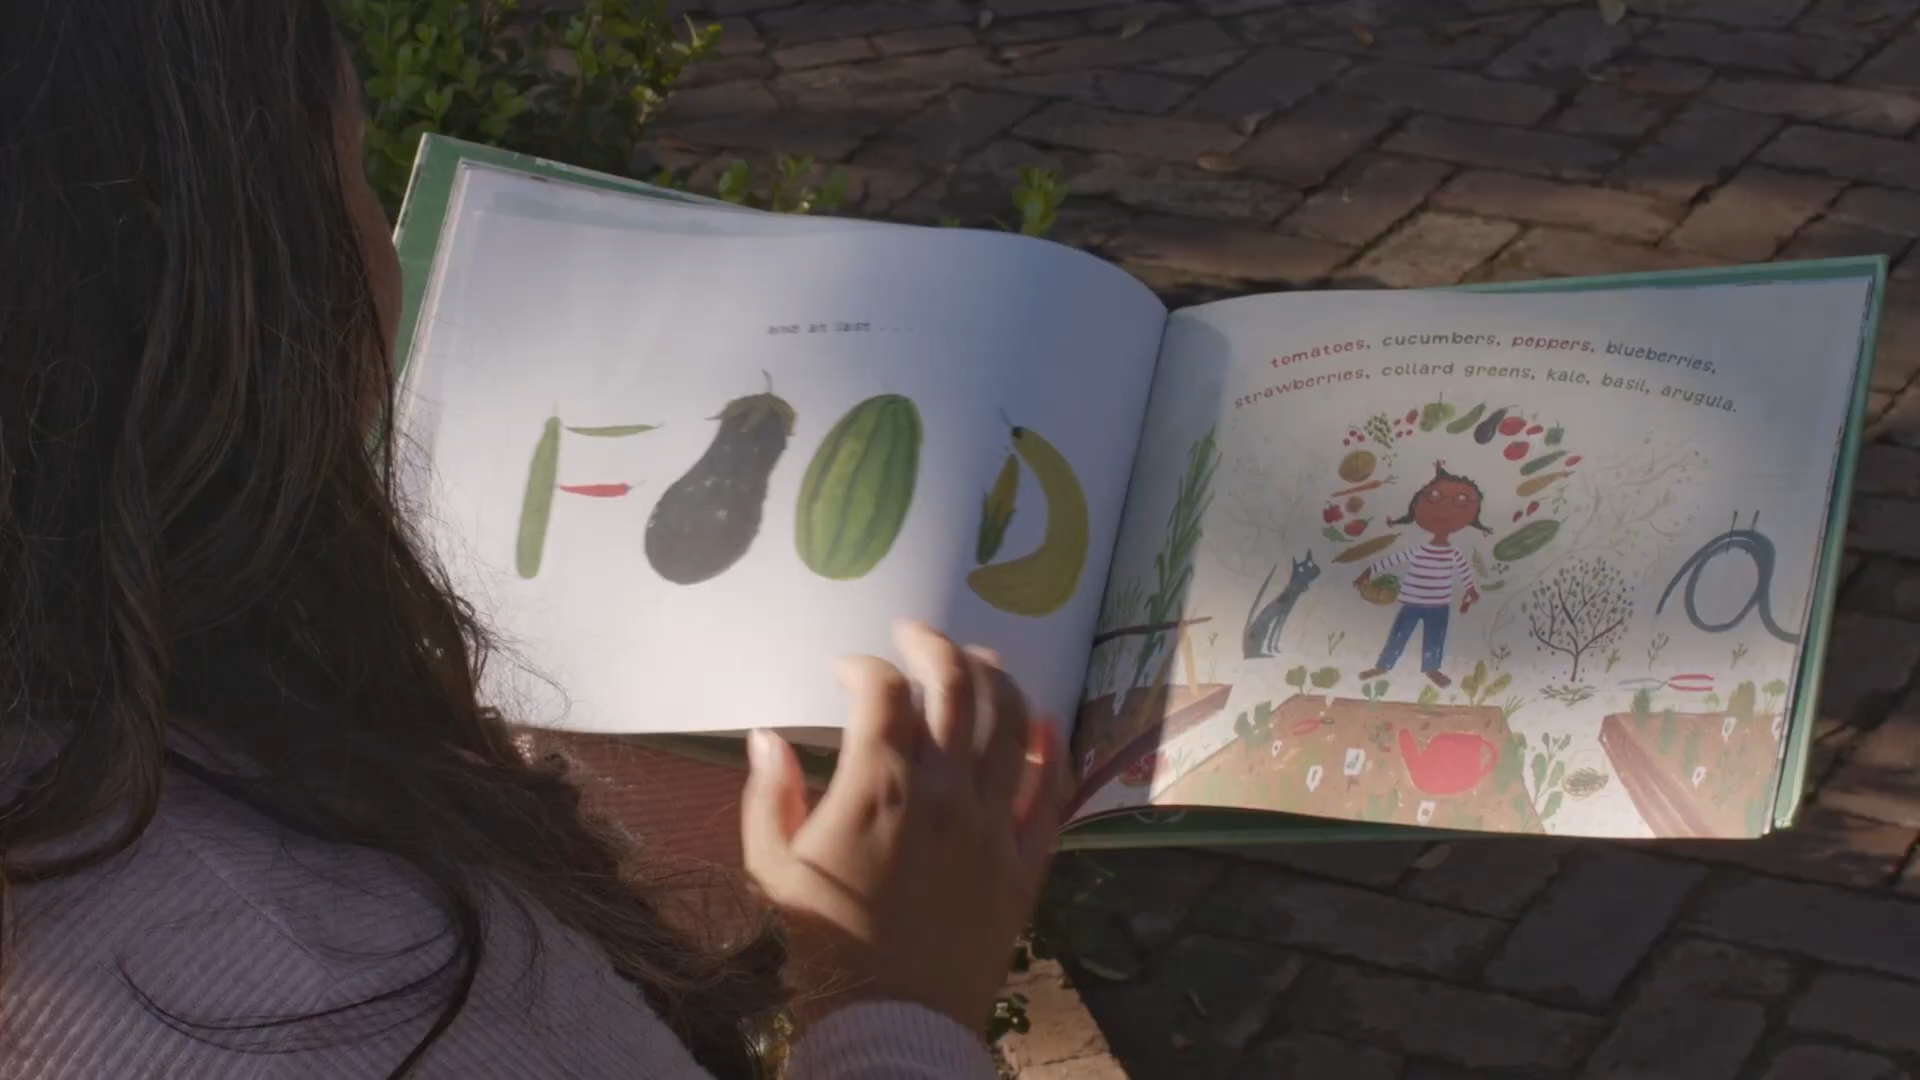 and at last . . .
FOOD
tomatoes, cucumbers, peppers, blueberries,
strawberries, collard greens, kale, basil, arugula.